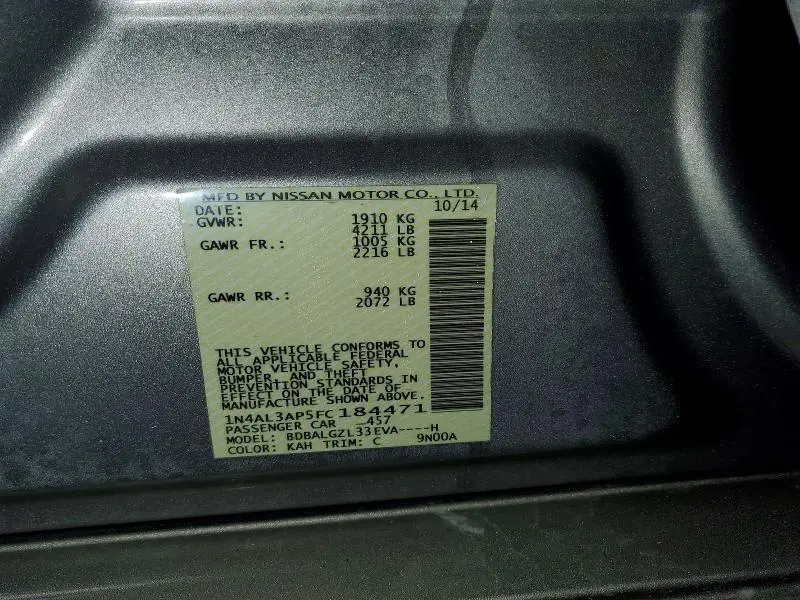 MFD BY NISSAN MOTOR CO., LTD.
DATE: 10/14
GVWR: 1910 KG
4211 LB
GAWR FR.: 1005 KG
2216 LB
GAWR RR.: 940 KG
2072 LB
THIS VEHICLE CONFORMS TO
ALL APPLICABLE FEDERAL
MOTOR VEHICLE SAFETY,
BUMPER, AND THEFT
PREVENTION STANDARDS IN
EFFECT ON THE DATE OF
MANUFACTURE SHOWN ABOVE.
1N4AL3AP5FC184471
PASSENGER CAR 457
MODEL: BDBALGZL33EVA----H
COLOR: KAH TRIM: C 9N00A